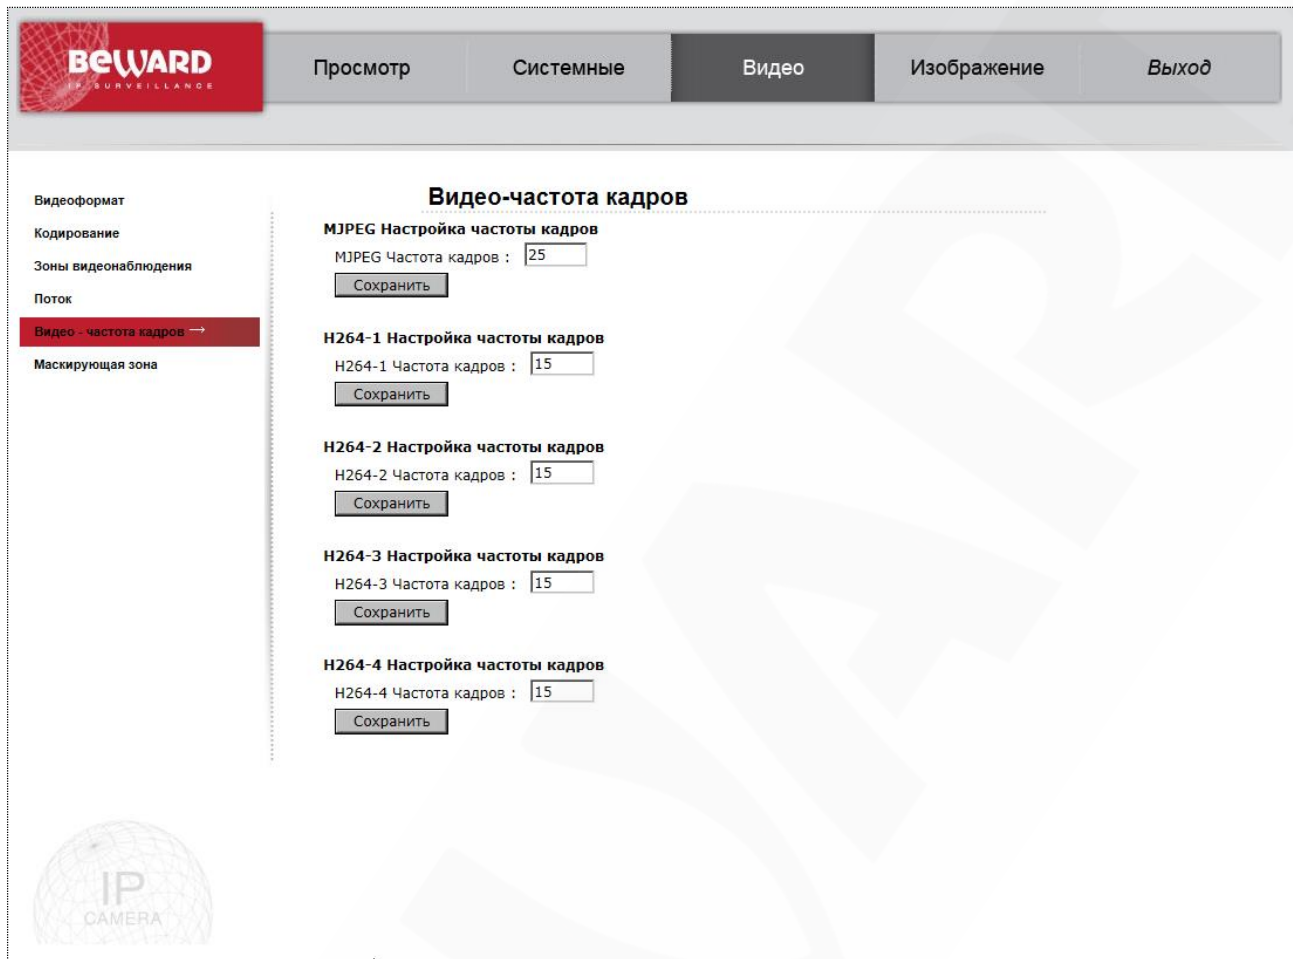 BEWARD
IP SURVEILLANCE
Просмотр Системные Видео Изображение Выход
Видео-частота кадров
Видеоформат
Кодирование
Зоны видеонаблюдения
Поток
Видео - частота кадров →
Маскирующая зона
MJPEG Настройка частоты кадров
MJPEG Частота кадров : 25
Сохранить
H264-1 Настройка частоты кадров
H264-1 Частота кадров : 15
Сохранить
H264-2 Настройка частоты кадров
H264-2 Частота кадров : 15
Сохранить
H264-3 Настройка частоты кадров
H264-3 Частота кадров : 15
Сохранить
H264-4 Настройка частоты кадров
H264-4 Частота кадров : 15
Сохранить
IP
CAMERA